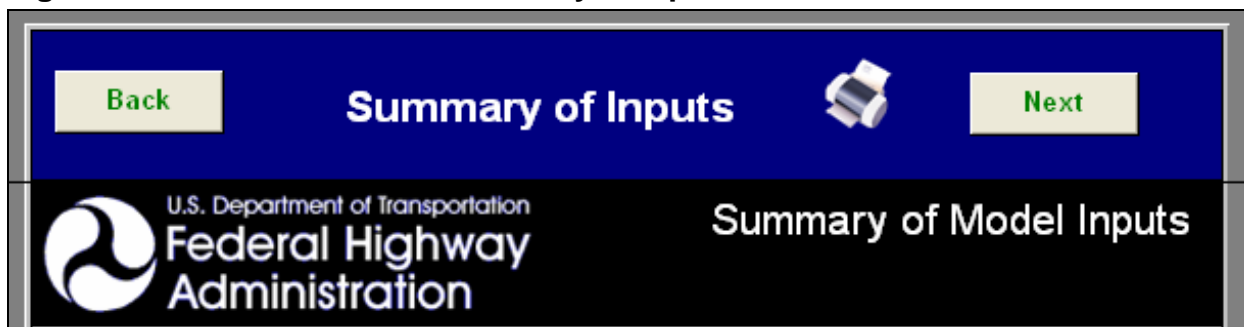 Back
Summary of Inputs
Next
U.S. Department of Transportation
Federal Highway
Administration
Summary of Model Inputs